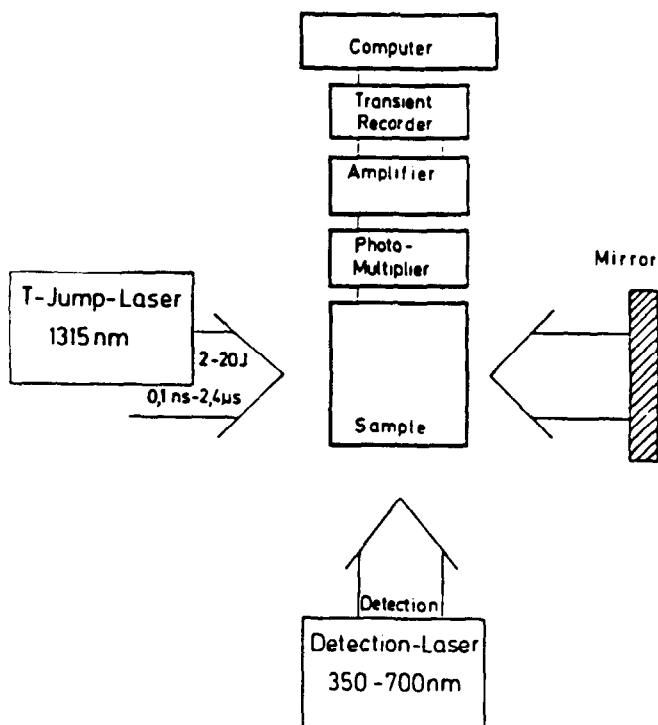 Computer
Transient
Recorder
Amplifier
Photo-
Multiplier
Mirror
T-Jump-Laser
1315nm
2-20J
0,1 ns-2,4µs
Sample
Detection
Detection-Laser
350-700nm